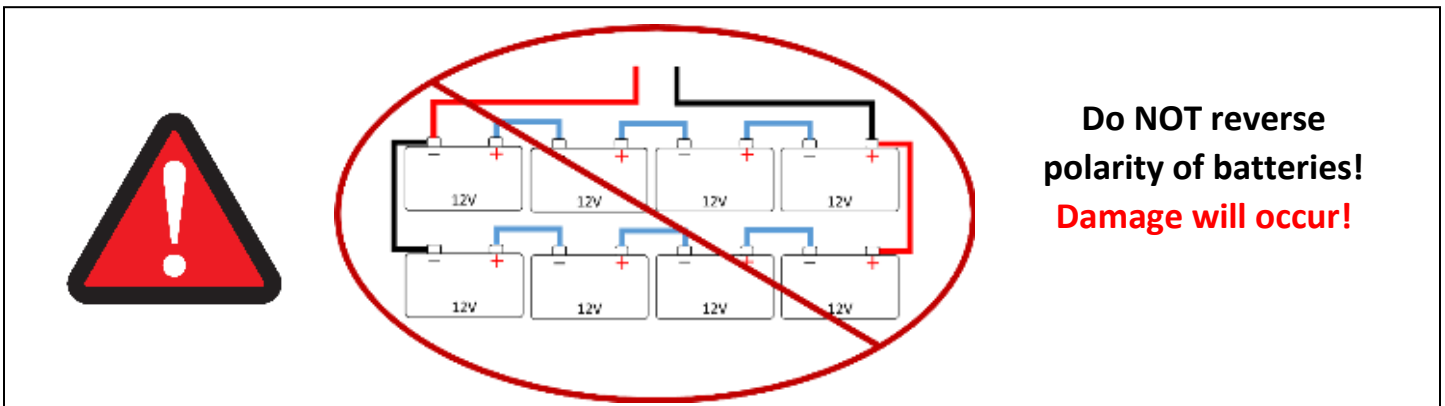 Do NOT reverse
polarity of batteries!
Damage will occur!
− + − + − + − +
12V 12V 12V 12V
− + − + − + − +
12V 12V 12V 12V